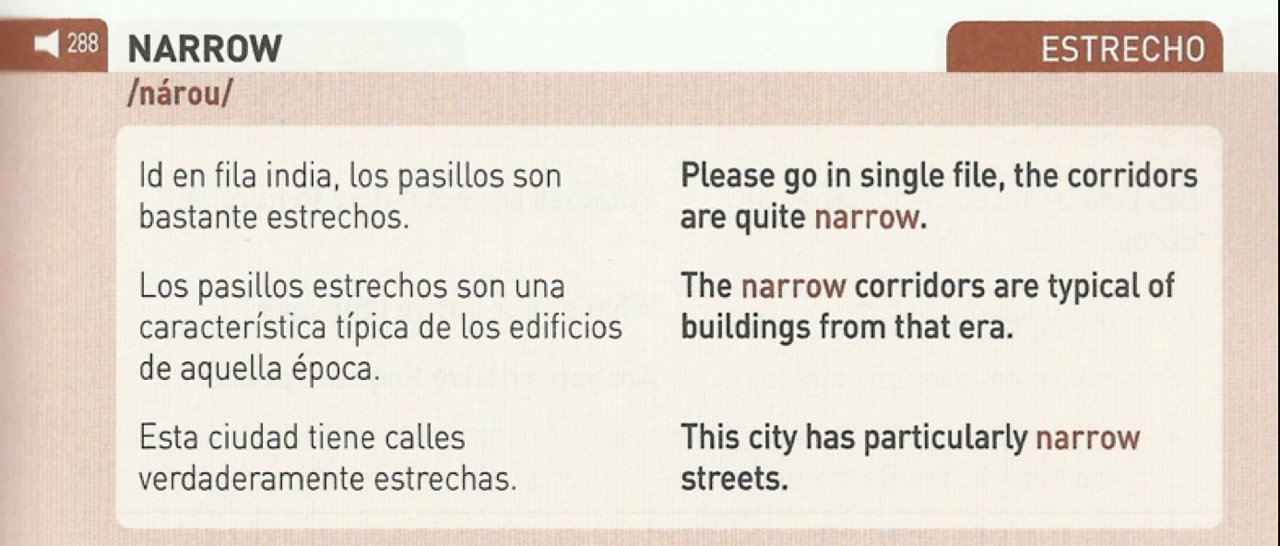 288 NARROW ESTRECHO
/nárou/
Id en fila india, los pasillos son
bastante estrechos.
Please go in single file, the corridors
are quite narrow.
Los pasillos estrechos son una
característica típica de los edificios
de aquella época.
The narrow corridors are typical of
buildings from that era.
Esta ciudad tiene calles
verdaderamente estrechas.
This city has particularly narrow
streets.